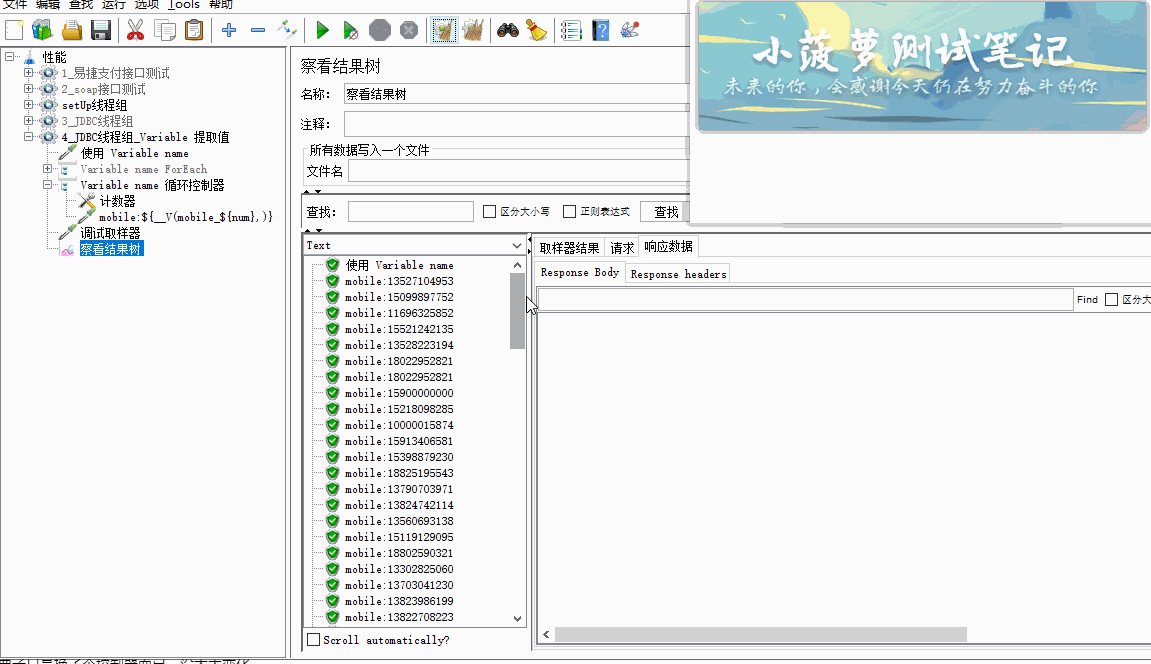 文件 编辑 查找 运行 选项 Tools 帮助
小菠萝测试笔记
未来的你，会感谢今天仍在努力奋斗的你
性能
1_易捷支付接口测试
2_soap接口测试
setUp线程组
3_JDBC线程组
4_JDBC线程组_Variable 提取值
使用 Variable name
Variable name ForEach
Variable name 循环控制器
计数器
mobile:${__V(mobile_${num},)}
调试取样器
察看结果树
察看结果树
名称： 察看结果树
注释：
所有数据写入一个文件
文件名
查找： 区分大小写 正则表达式 查找
Text
使用 Variable name
mobile:13527104953
mobile:15099897752
mobile:11696325852
mobile:15521242135
mobile:13528223194
mobile:18022952821
mobile:18022952821
mobile:15900000000
mobile:15218098285
mobile:10000015874
mobile:15913406581
mobile:15398879230
mobile:18825195543
mobile:13790703971
mobile:13824742114
mobile:13560693138
mobile:15119129095
mobile:18802590321
mobile:13302825060
mobile:13703041230
mobile:13823986199
mobile:13822708223
Scroll automatically?
取样器结果 请求 响应数据
Response Body Response headers
Find 区分大